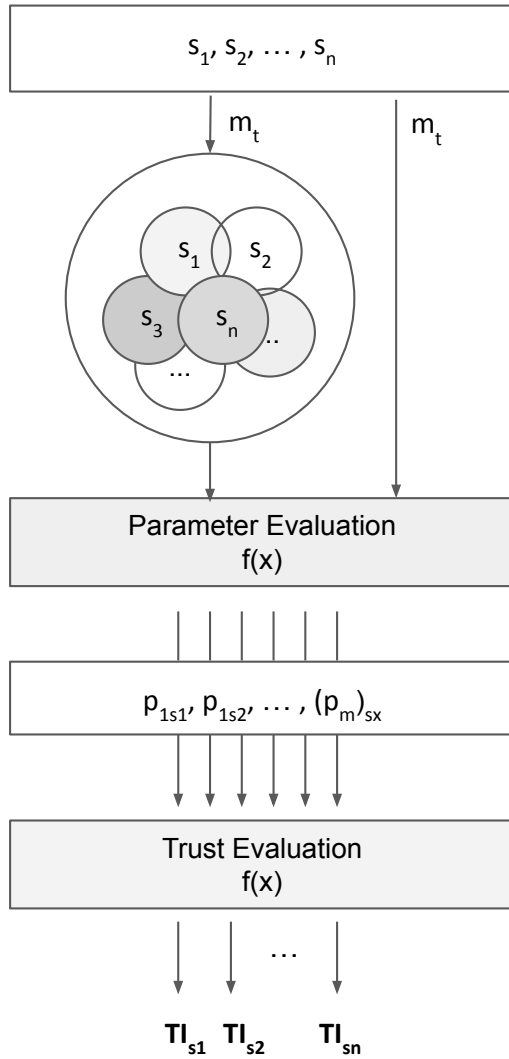 s₁, s₂, … , sₙ
mₜ
mₜ
s₁
s₂
s₃
sₙ
..
...
Parameter Evaluation
f(x)
p₁ₛ₁, p₁ₛ₂, … , (pₘ)ₛₓ
Trust Evaluation
f(x)
...
TIₛ₁ TIₛ₂ TIₛₙ